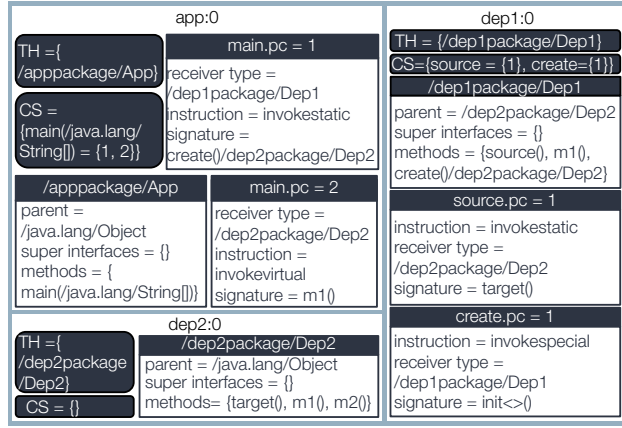 app:0
TH ={
/apppackage/App}
CS =
{main(/java.lang/
String[]) = {1, 2}}
main.pc = 1
receiver type =
/dep1package/Dep1
instruction = invokestatic
signature =
create()/dep2package/Dep2
/apppackage/App
parent =
/java.lang/Object
super interfaces = {}
methods = {
main(/java.lang/String[])}
main.pc = 2
receiver type =
/dep2package/Dep2
instruction =
invokevirtual
signature = m1()
dep2:0
TH ={
/dep2package
/Dep2}
CS = {}
/dep2package/Dep2
parent = /java.lang/Object
super interfaces = {}
methods= {target(), m1(), m2()}
dep1:0
TH = {/dep1package/Dep1}
CS={source = {1}, create={1}}
/dep1package/Dep1
parent = /dep2package/Dep2
super interfaces = {}
methods = {source(), m1(),
create()/dep2package/Dep2}
source.pc = 1
instruction = invokestatic
receiver type =
/dep2package/Dep2
signature = target()
create.pc = 1
instruction = invokespecial
receiver type =
/dep1package/Dep1
signature = init<>()